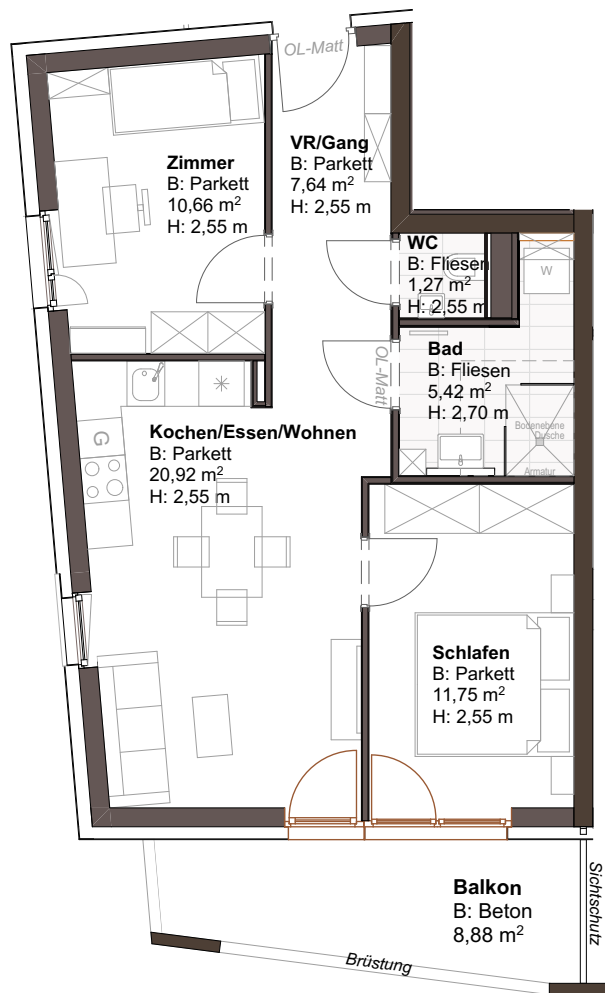 OL-Matt
VR/Gang
B: Parkett
7,64 m²
H: 2,55 m
Zimmer
B: Parkett
10,66 m²
H: 2,55 m
WC
B: Fliesen
1,27 m²
H: 2,55 m
W
OL-Matt
Bad
B: Fliesen
5,42 m²
H: 2,70 m
Bodenebene
Dusche
Armatur
G
Kochen/Essen/Wohnen
B: Parkett
20,92 m²
H: 2,55 m
Schlafen
B: Parkett
11,75 m²
H: 2,55 m
Balkon
B: Beton
8,88 m²
Sichtschutz
Brüstung